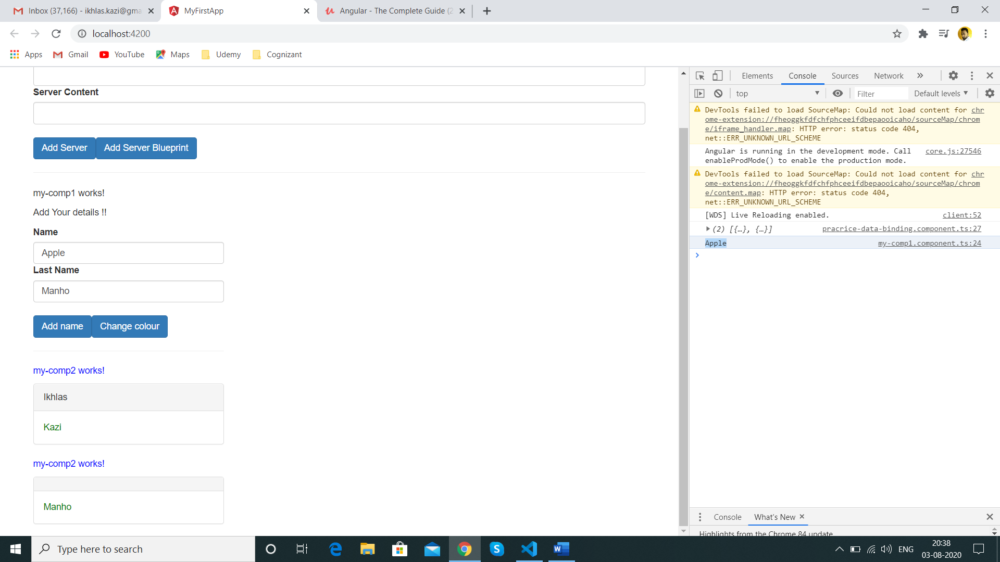 Inbox (37,166) - ikhlas.kazi@gma
MyFirstApp
Angular - The Complete Guide (2
localhost:4200
Apps
Gmail
YouTube
Maps
Udemy
Cognizant
Server Content
Add Server
Add Server Blueprint
my-comp1 works!
Add Your details !!
Name
Apple
Last Name
Manho
Add name
Change colour
my-comp2 works!
Ikhlas
Kazi
my-comp2 works!
Manho
Elements
Console
Sources
Network
top
Filter
Default levels
DevTools failed to load SourceMap: Could not load content for chr
ome-extension://fheoggkfdfchfphceeifdbepaooicaho/sourceMap/chrom
e/iframe_handler.map: HTTP error: status code 404,
net::ERR_UNKNOWN_URL_SCHEME
Angular is running in the development mode. Call core.js:27546
enableProdMode() to enable the production mode.
DevTools failed to load SourceMap: Could not load content for chr
ome-extension://fheoggkfdfchfphceeifdbepaooicaho/sourceMap/chrom
e/content.map: HTTP error: status code 404,
net::ERR_UNKNOWN_URL_SCHEME
[WDS] Live Reloading enabled. client:52
(2) [{…}, {…}] pracrice-data-binding.component.ts:27
Apple my-comp1.component.ts:24
Console
What's New
Highlights from the Chrome 84 update
Type here to search
ENG
20:38
03-08-2020